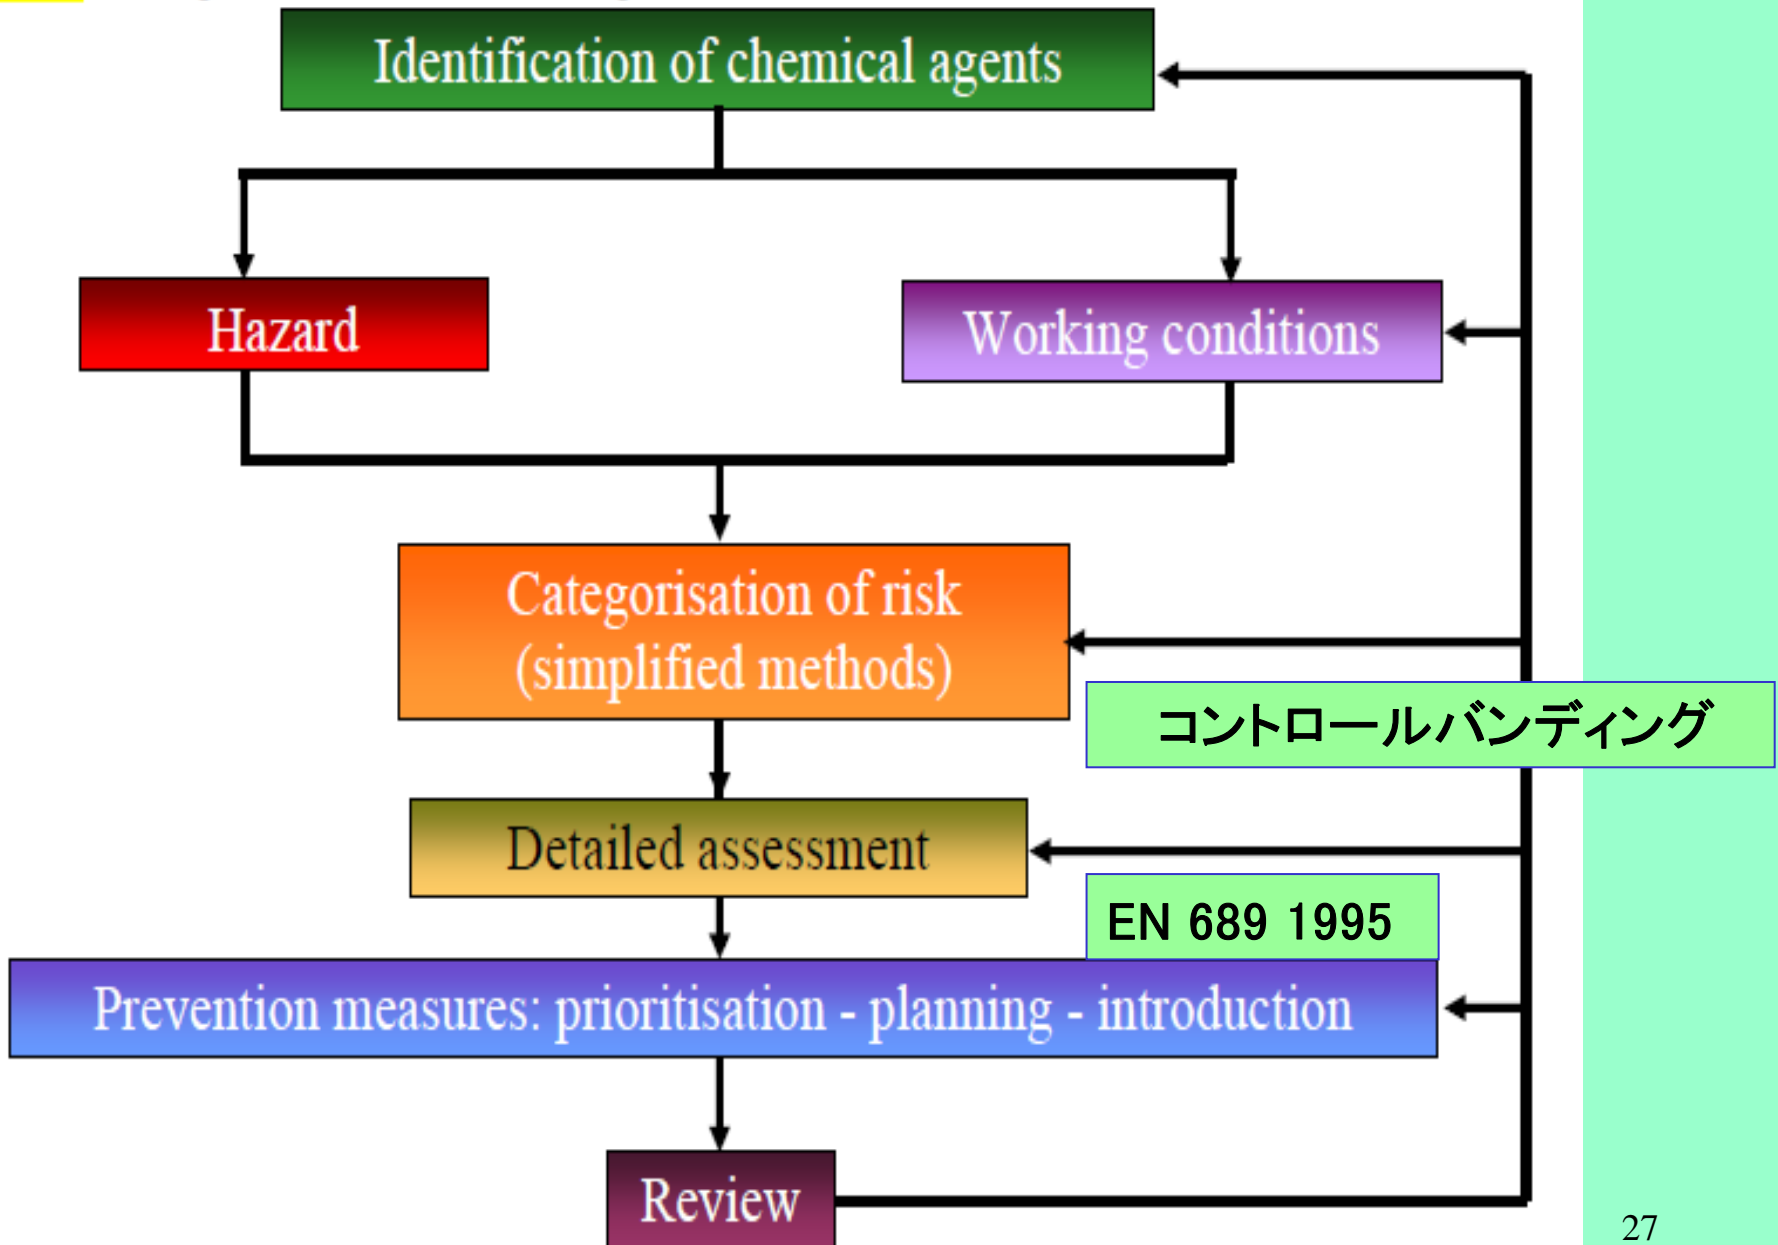 Identification of chemical agents
Hazard
Working conditions
Categorisation of risk
(simplified methods)
コントロールバンディング
Detailed assessment
EN 689 1995
Prevention measures: prioritisation - planning - introduction
Review
27